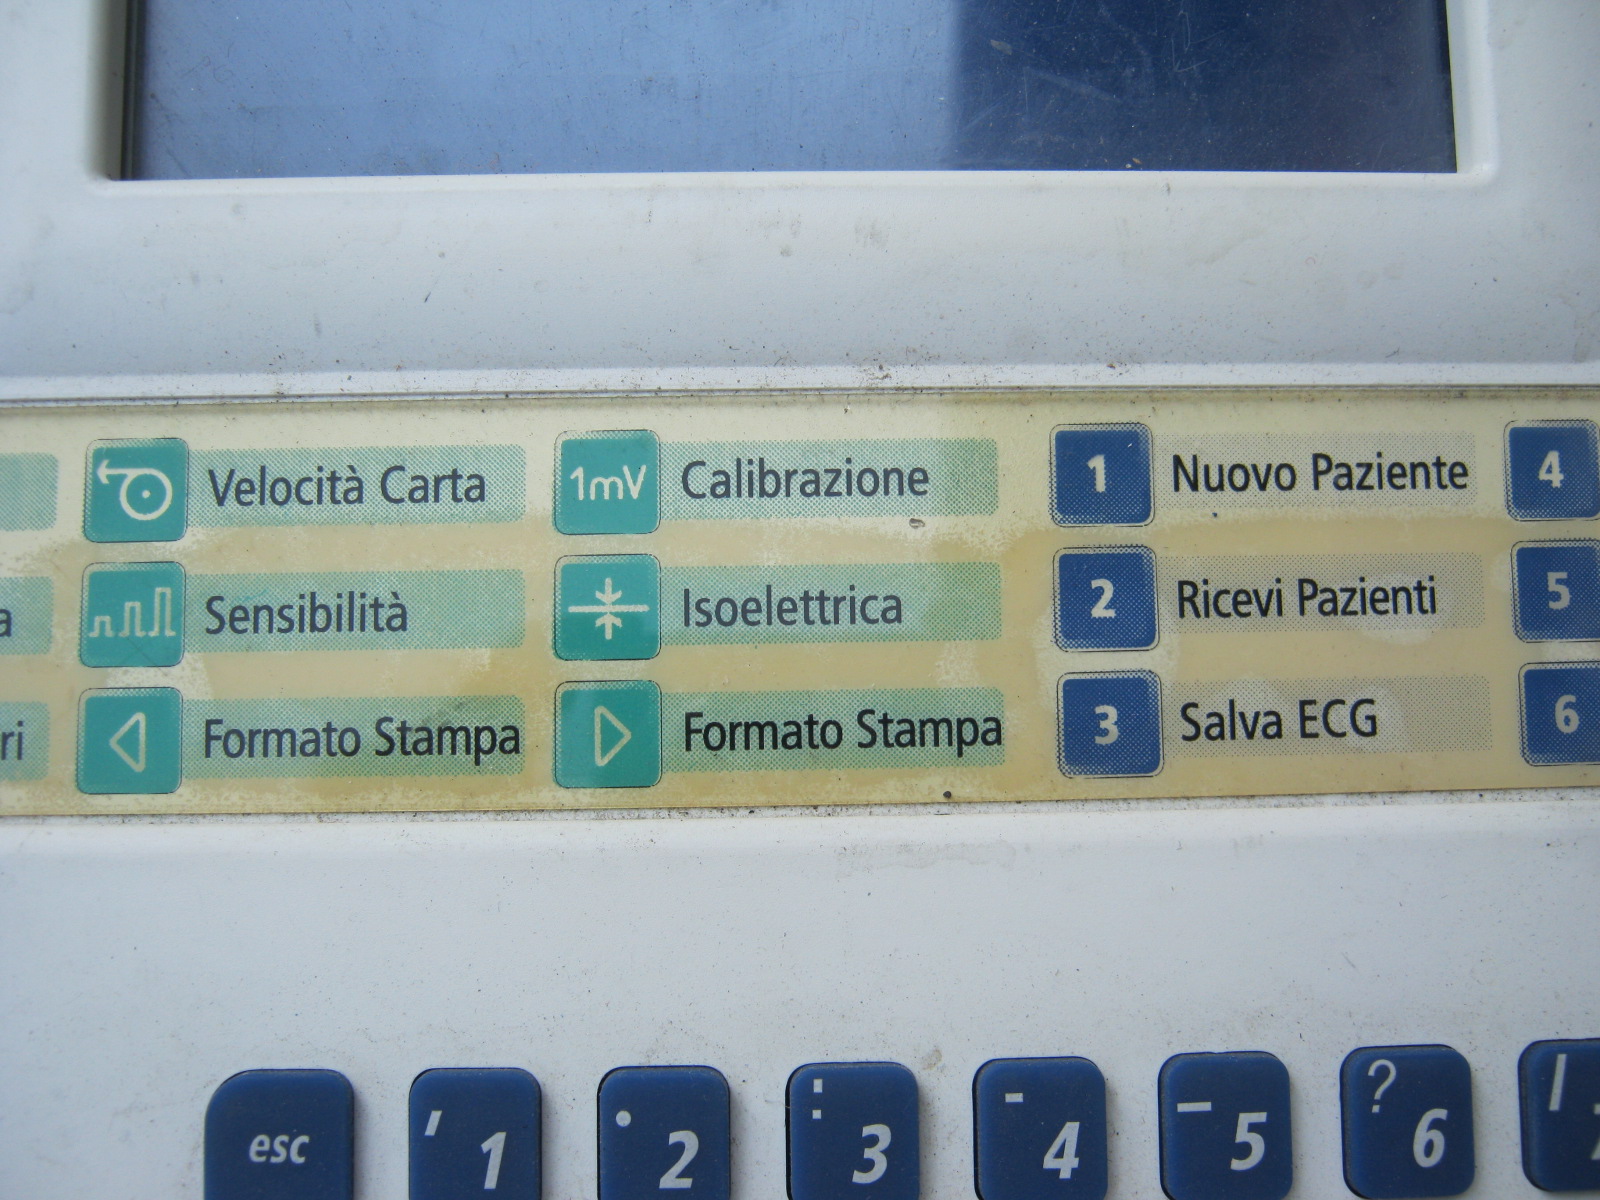 Velocità Carta 1mV Calibrazione 1 Nuovo Paziente 4
Sensibilità Isoelettrica 2 Ricevi Pazienti 5
Formato Stampa Formato Stampa 3 Salva ECG 6
esc ' 1 . 2 : 3 - 4 _ 5 ? 6 /